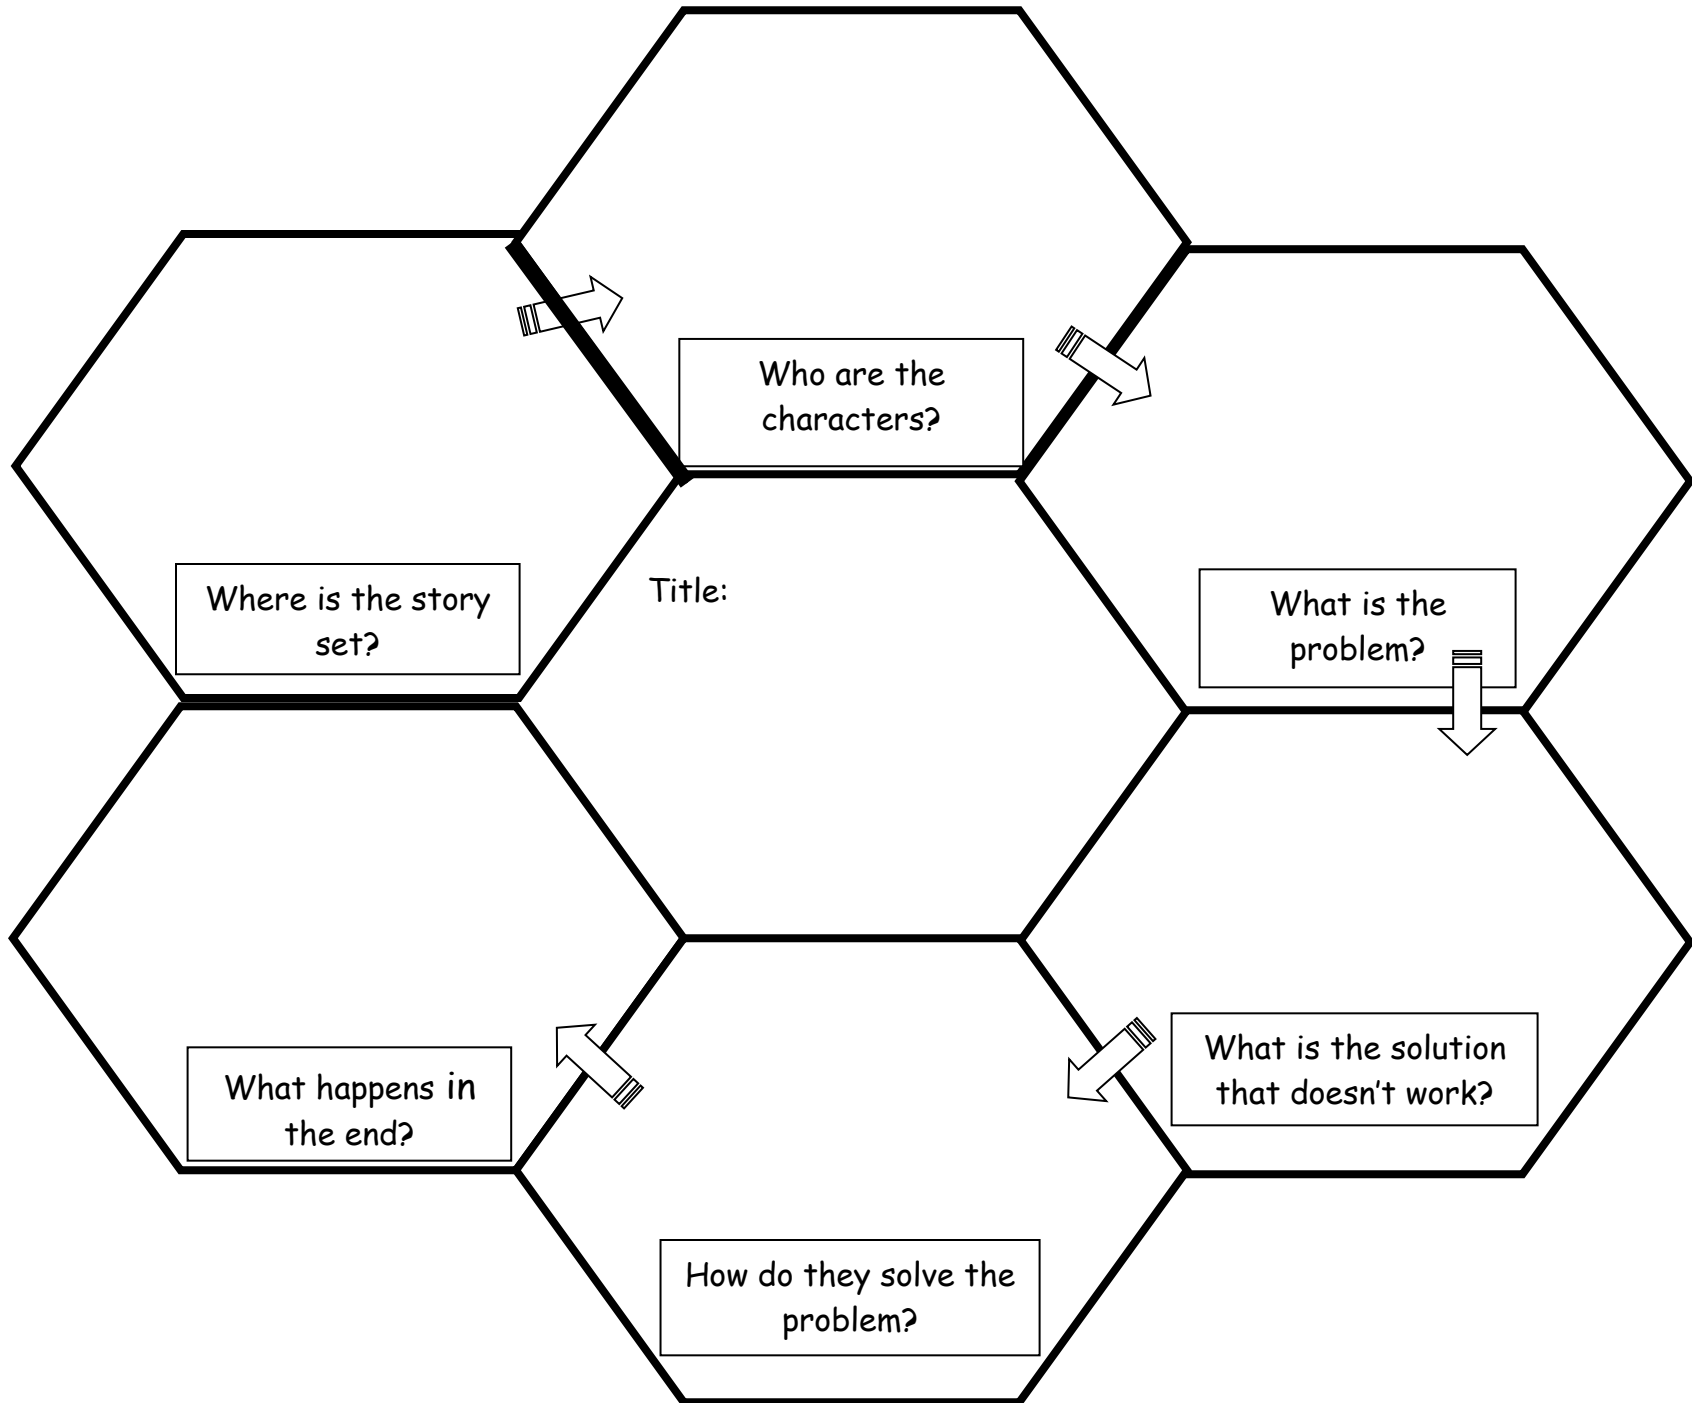 Who are the
characters?
Where is the story
set?
Title:
What is the
problem?
What happens in
the end?
What is the solution
that doesn't work?
How do they solve the
problem?